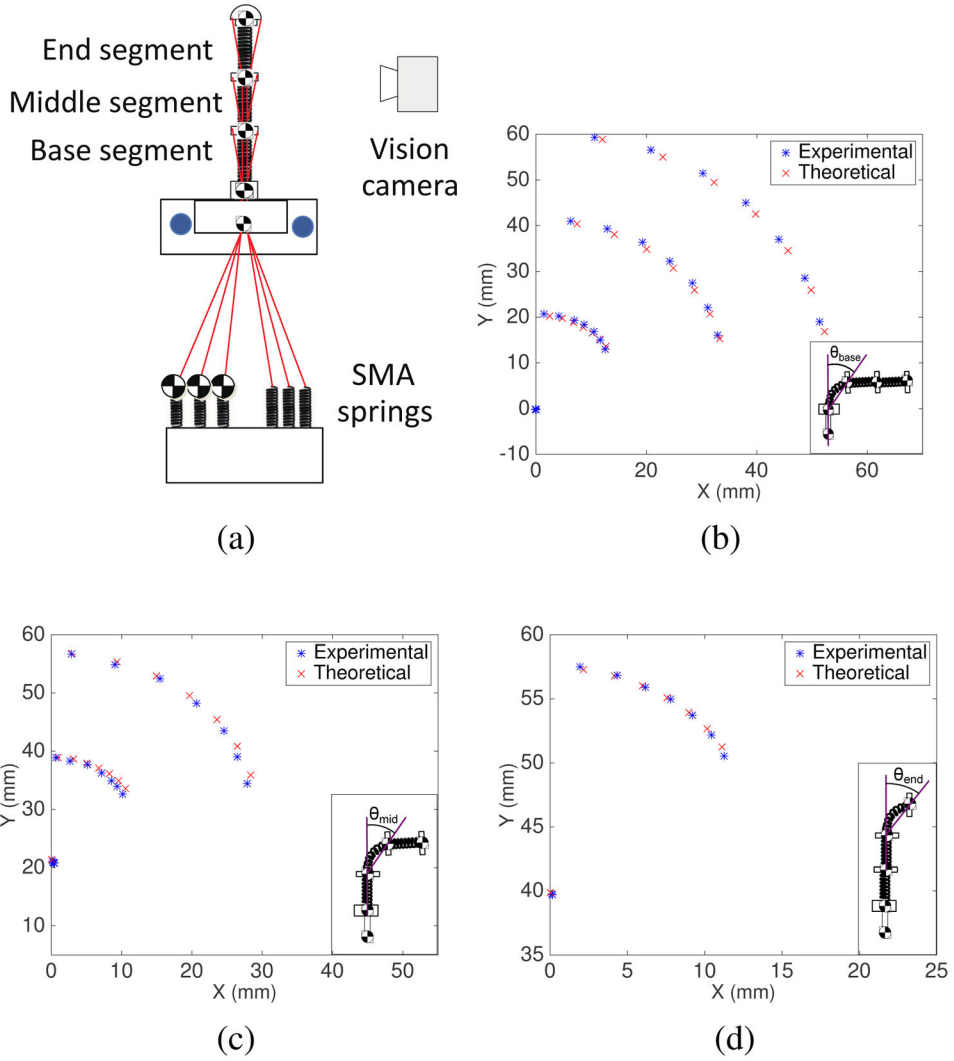 End segment
Middle segment
Base segment
Vision
camera
SMA
springs
(a)
60
50
40
30
20
10
0
-10
Y (mm)
0
20
40
60
X (mm)
* Experimental
× Theoretical
θbase
(b)
60
50
40
30
20
10
Y (mm)
0
10
20
30
40
50
X (mm)
* Experimental
× Theoretical
θmid
(c)
60
55
50
45
40
35
Y (mm)
0
5
10
15
20
25
X (mm)
* Experimental
× Theoretical
θend
(d)